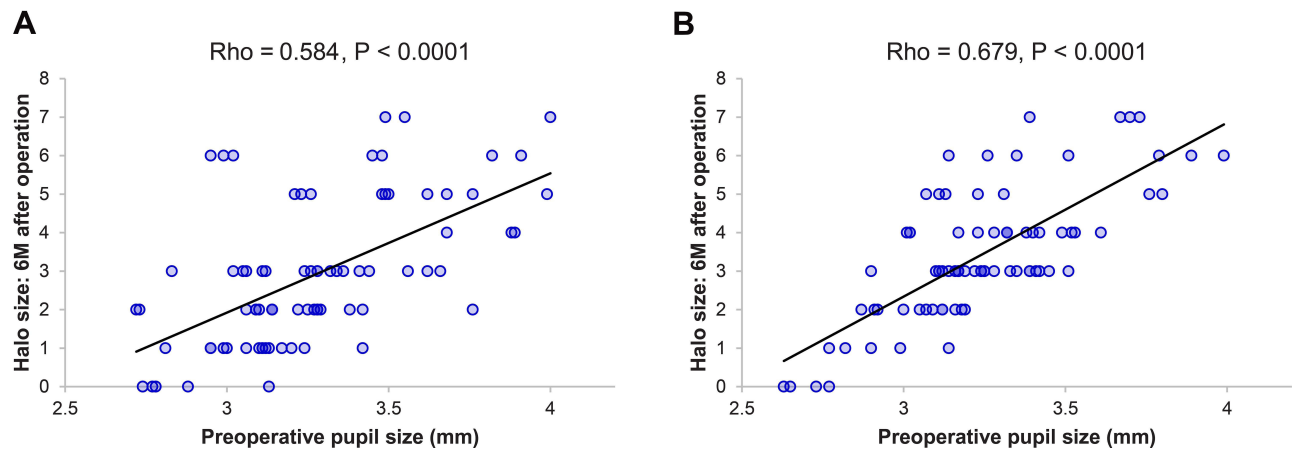 A
Rho = 0.584, P < 0.0001
Halo size: 6M after operation
8
7
6
5
4
3
2
1
0
2.5 3 3.5 4
Preoperative pupil size (mm)
B
Rho = 0.679, P < 0.0001
Halo size: 6M after operation
8
7
6
5
4
3
2
1
0
2.5 3 3.5 4
Preoperative pupil size (mm)